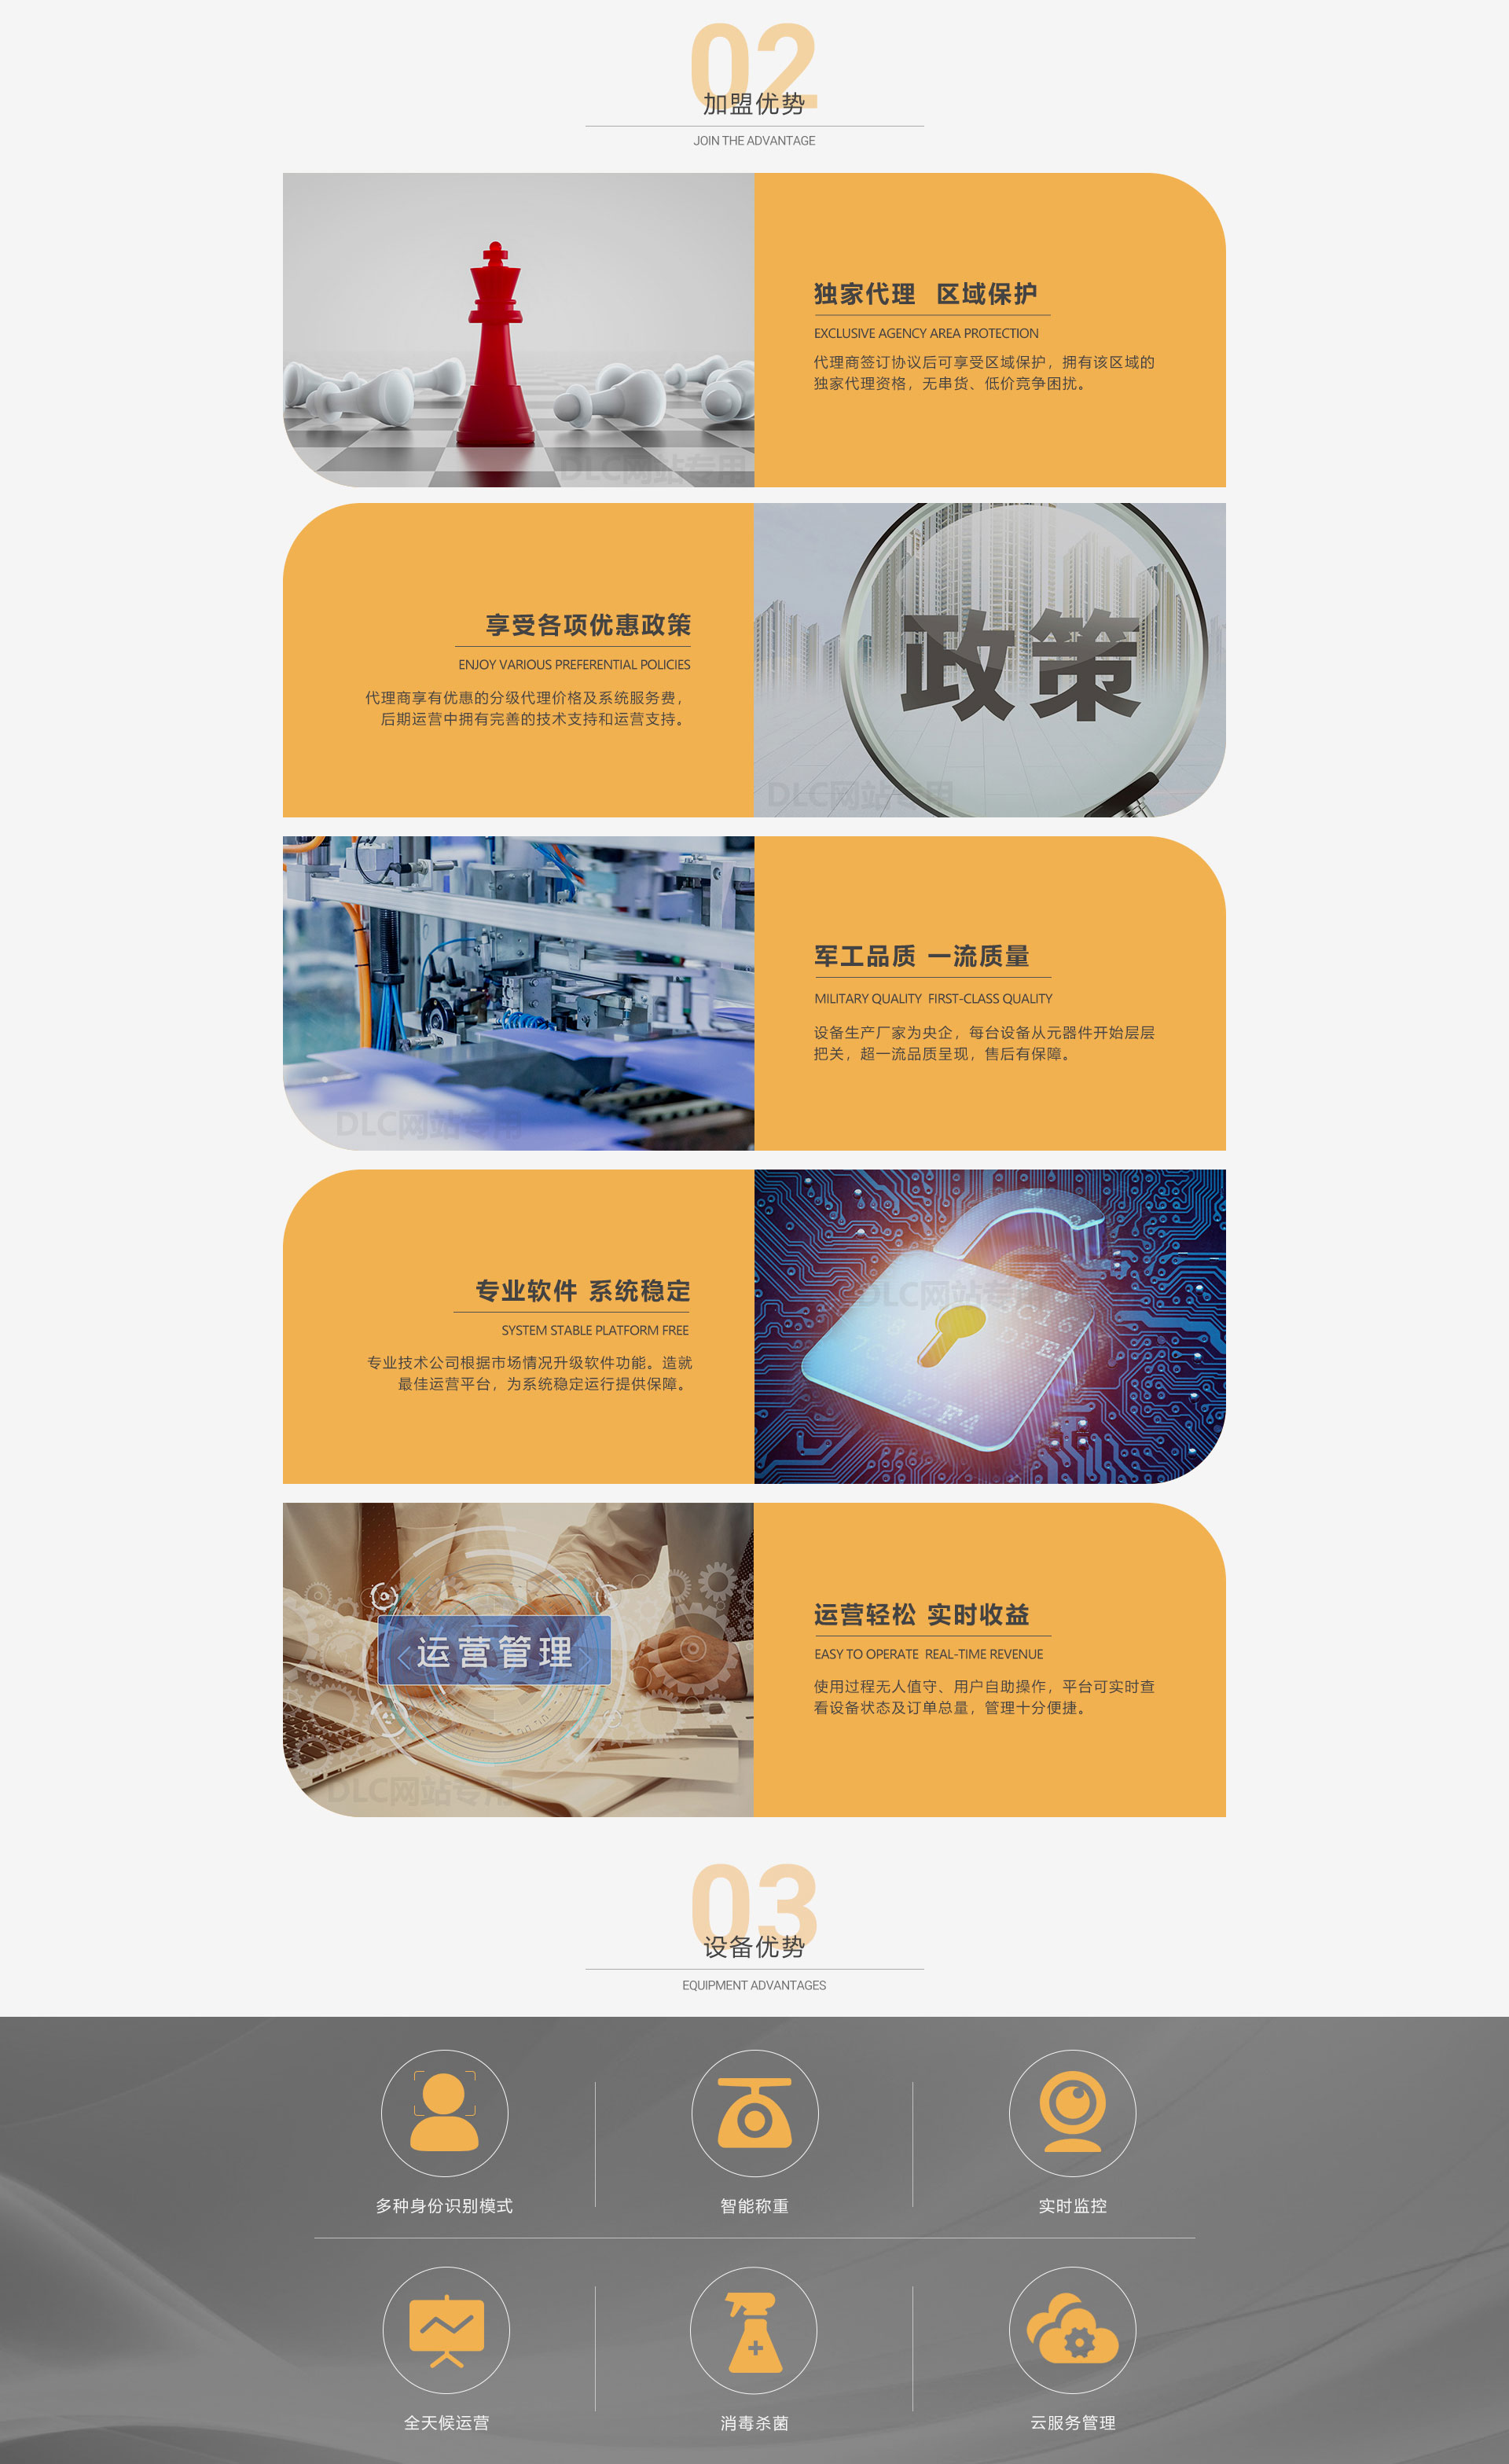 02
加盟优势
JOIN THE ADVANTAGE
独家代理 区域保护
EXCLUSIVE AGENCY AREA PROTECTION
代理商签订协议后可享受区域保护，拥有该区域的
独家代理资格，无串货、低价竞争困扰。
DLC网站专用
享受各项优惠政策
ENJOY VARIOUS PREFERENTIAL POLICIES
代理商享有优惠的分级代理价格及系统服务费，
后期运营中拥有完善的技术支持和运营支持。
政策
DLC网站专用
军工品质 一流质量
MILITARY QUALITY FIRST-CLASS QUALITY
设备生产厂家为央企，每台设备从元器件开始层层
把关，超一流品质呈现，售后有保障。
DLC网站专用
专业软件 系统稳定
SYSTEM STABLE PLATFORM FREE
专业技术公司根据市场情况升级软件功能。造就
最佳运营平台，为系统稳定运行提供保障。
DLC网站专用
运营管理
运营轻松 实时收益
EASY TO OPERATE REAL-TIME REVENUE
使用过程无人值守、用户自助操作，平台可实时查
看设备状态及订单总量，管理十分便捷。
DLC网站专用
03
设备优势
EQUIPMENT ADVANTAGES
多种身份识别模式
智能称重
实时监控
全天候运营
消毒杀菌
云服务管理